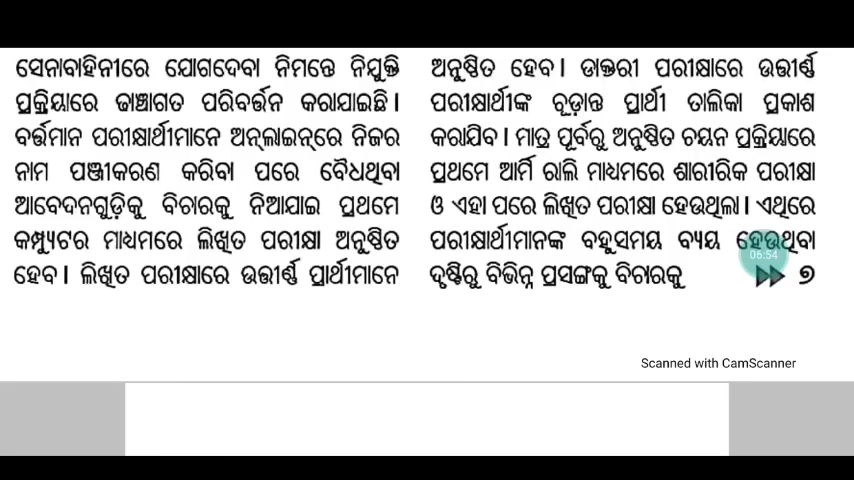 ସେନାବାହିନୀରେ ଯୋଗଦେବା ନିମନ୍ତେ ନିଯୁକ୍ତି
ପ୍ରକ୍ରିୟାରେ ଢାଞ୍ଚାଗତ ପରିବର୍ତ୍ତନ କରାଯାଇଛି ।
ବର୍ତ୍ତମାନ ପରୀକ୍ଷାର୍ଥୀମାନେ ଅନ୍‌ଲାଇନ୍‌ରେ ନିଜର
ନାମ ପଞ୍ଜୀକରଣ କରିବା ପରେ ବୈଧଥିବା
ଆବେଦନଗୁଡ଼ିକୁ ବିଚାରକୁ ନିଆଯାଇ ପ୍ରଥମେ
କମ୍ପ୍ୟୁଟର ମାଧ୍ୟମରେ ଲିଖିତ ପରୀକ୍ଷା ଅନୁଷ୍ଠିତ
ହେବ । ଲିଖିତ ପରୀକ୍ଷାରେ ଉତ୍ତୀର୍ଣ୍ଣ ପ୍ରାର୍ଥୀମାନେ
ଅନୁଷ୍ଠିତ ହେବ । ଡାକ୍ତରୀ ପରୀକ୍ଷାରେ ଉତ୍ତୀର୍ଣ୍ଣ
ପରୀକ୍ଷାର୍ଥୀଙ୍କ ଚୂଡ଼ାନ୍ତ ପ୍ରାର୍ଥୀ ତାଲିକା ପ୍ରକାଶ
କରାଯିବ । ମାତ୍ର ପୂର୍ବରୁ ଅନୁଷ୍ଠିତ ଚୟନ ପ୍ରକ୍ରିୟାରେ
ପ୍ରଥମେ ଆର୍ମି ରାଲି ମାଧ୍ୟମରେ ଶାରୀରିକ ପରୀକ୍ଷା
ଓ ଏହା ପରେ ଲିଖିତ ପରୀକ୍ଷା ହେଉଥିଲା । ଏଥିରେ
ପରୀକ୍ଷାର୍ଥୀମାନଙ୍କ ବହୁସମୟ ବ୍ୟୟ ହେଉଥିବା
ଦୃଷ୍ଟିରୁ ବିଭିନ୍ନ ପ୍ରସଙ୍ଗକୁ ବିଚାରକୁ ୭
06:54
Scanned with CamScanner